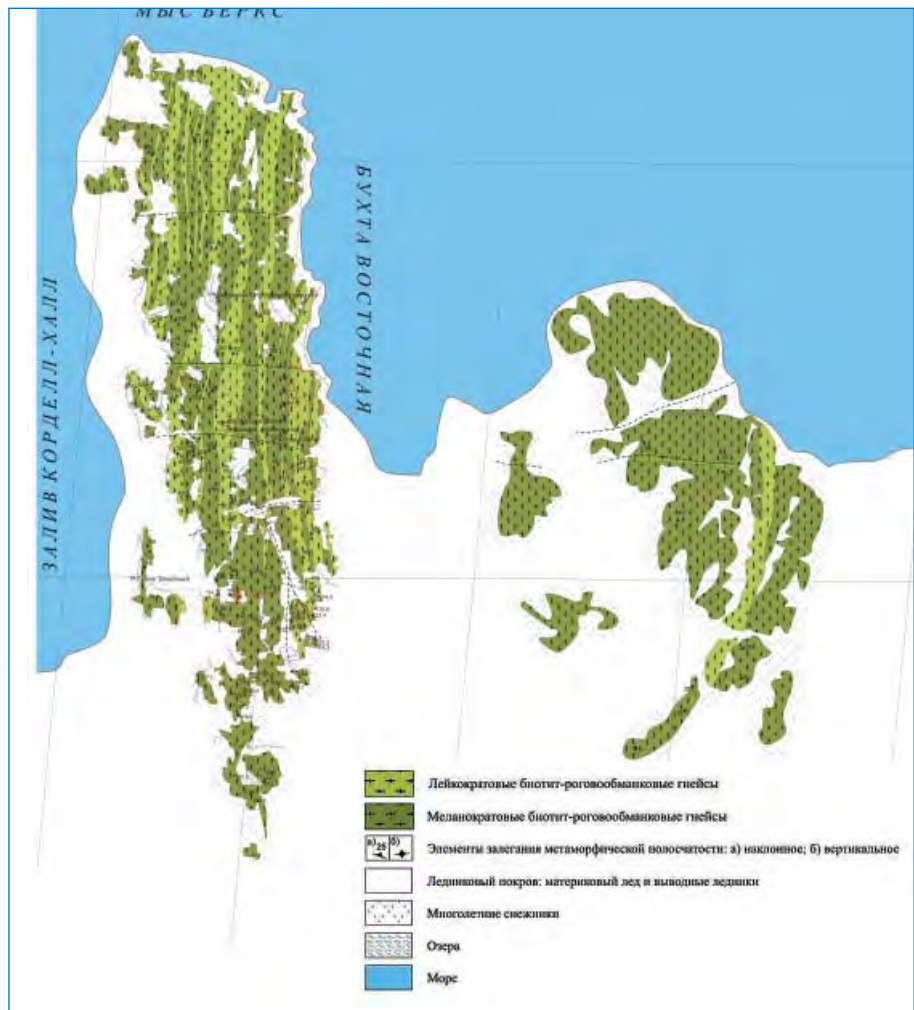 МЫС БЕРКС
БУХТА ВОСТОЧНАЯ
ЗАЛИВ КОРДЕЛЛ-ХАЛЛ
Лейкократовые биотит-роговообманковые гнейсы
Меланократовые биотит-роговообманковые гнейсы
а) 25 б)
Элементы залегания метаморфической полосчатости: а) наклонное; б) вертикальное
Ледниковый покров: материковый лед и выводные ледники
Многолетние снежники
Озера
Море